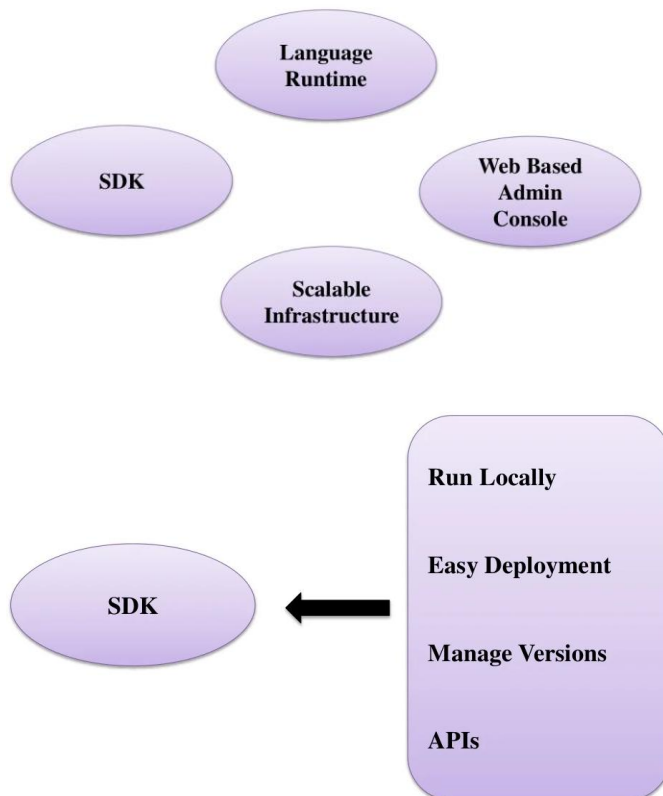 Language
Runtime
SDK
Web Based
Admin
Console
Scalable
Infrastructure
Run Locally
Easy Deployment
SDK
Manage Versions
APIs